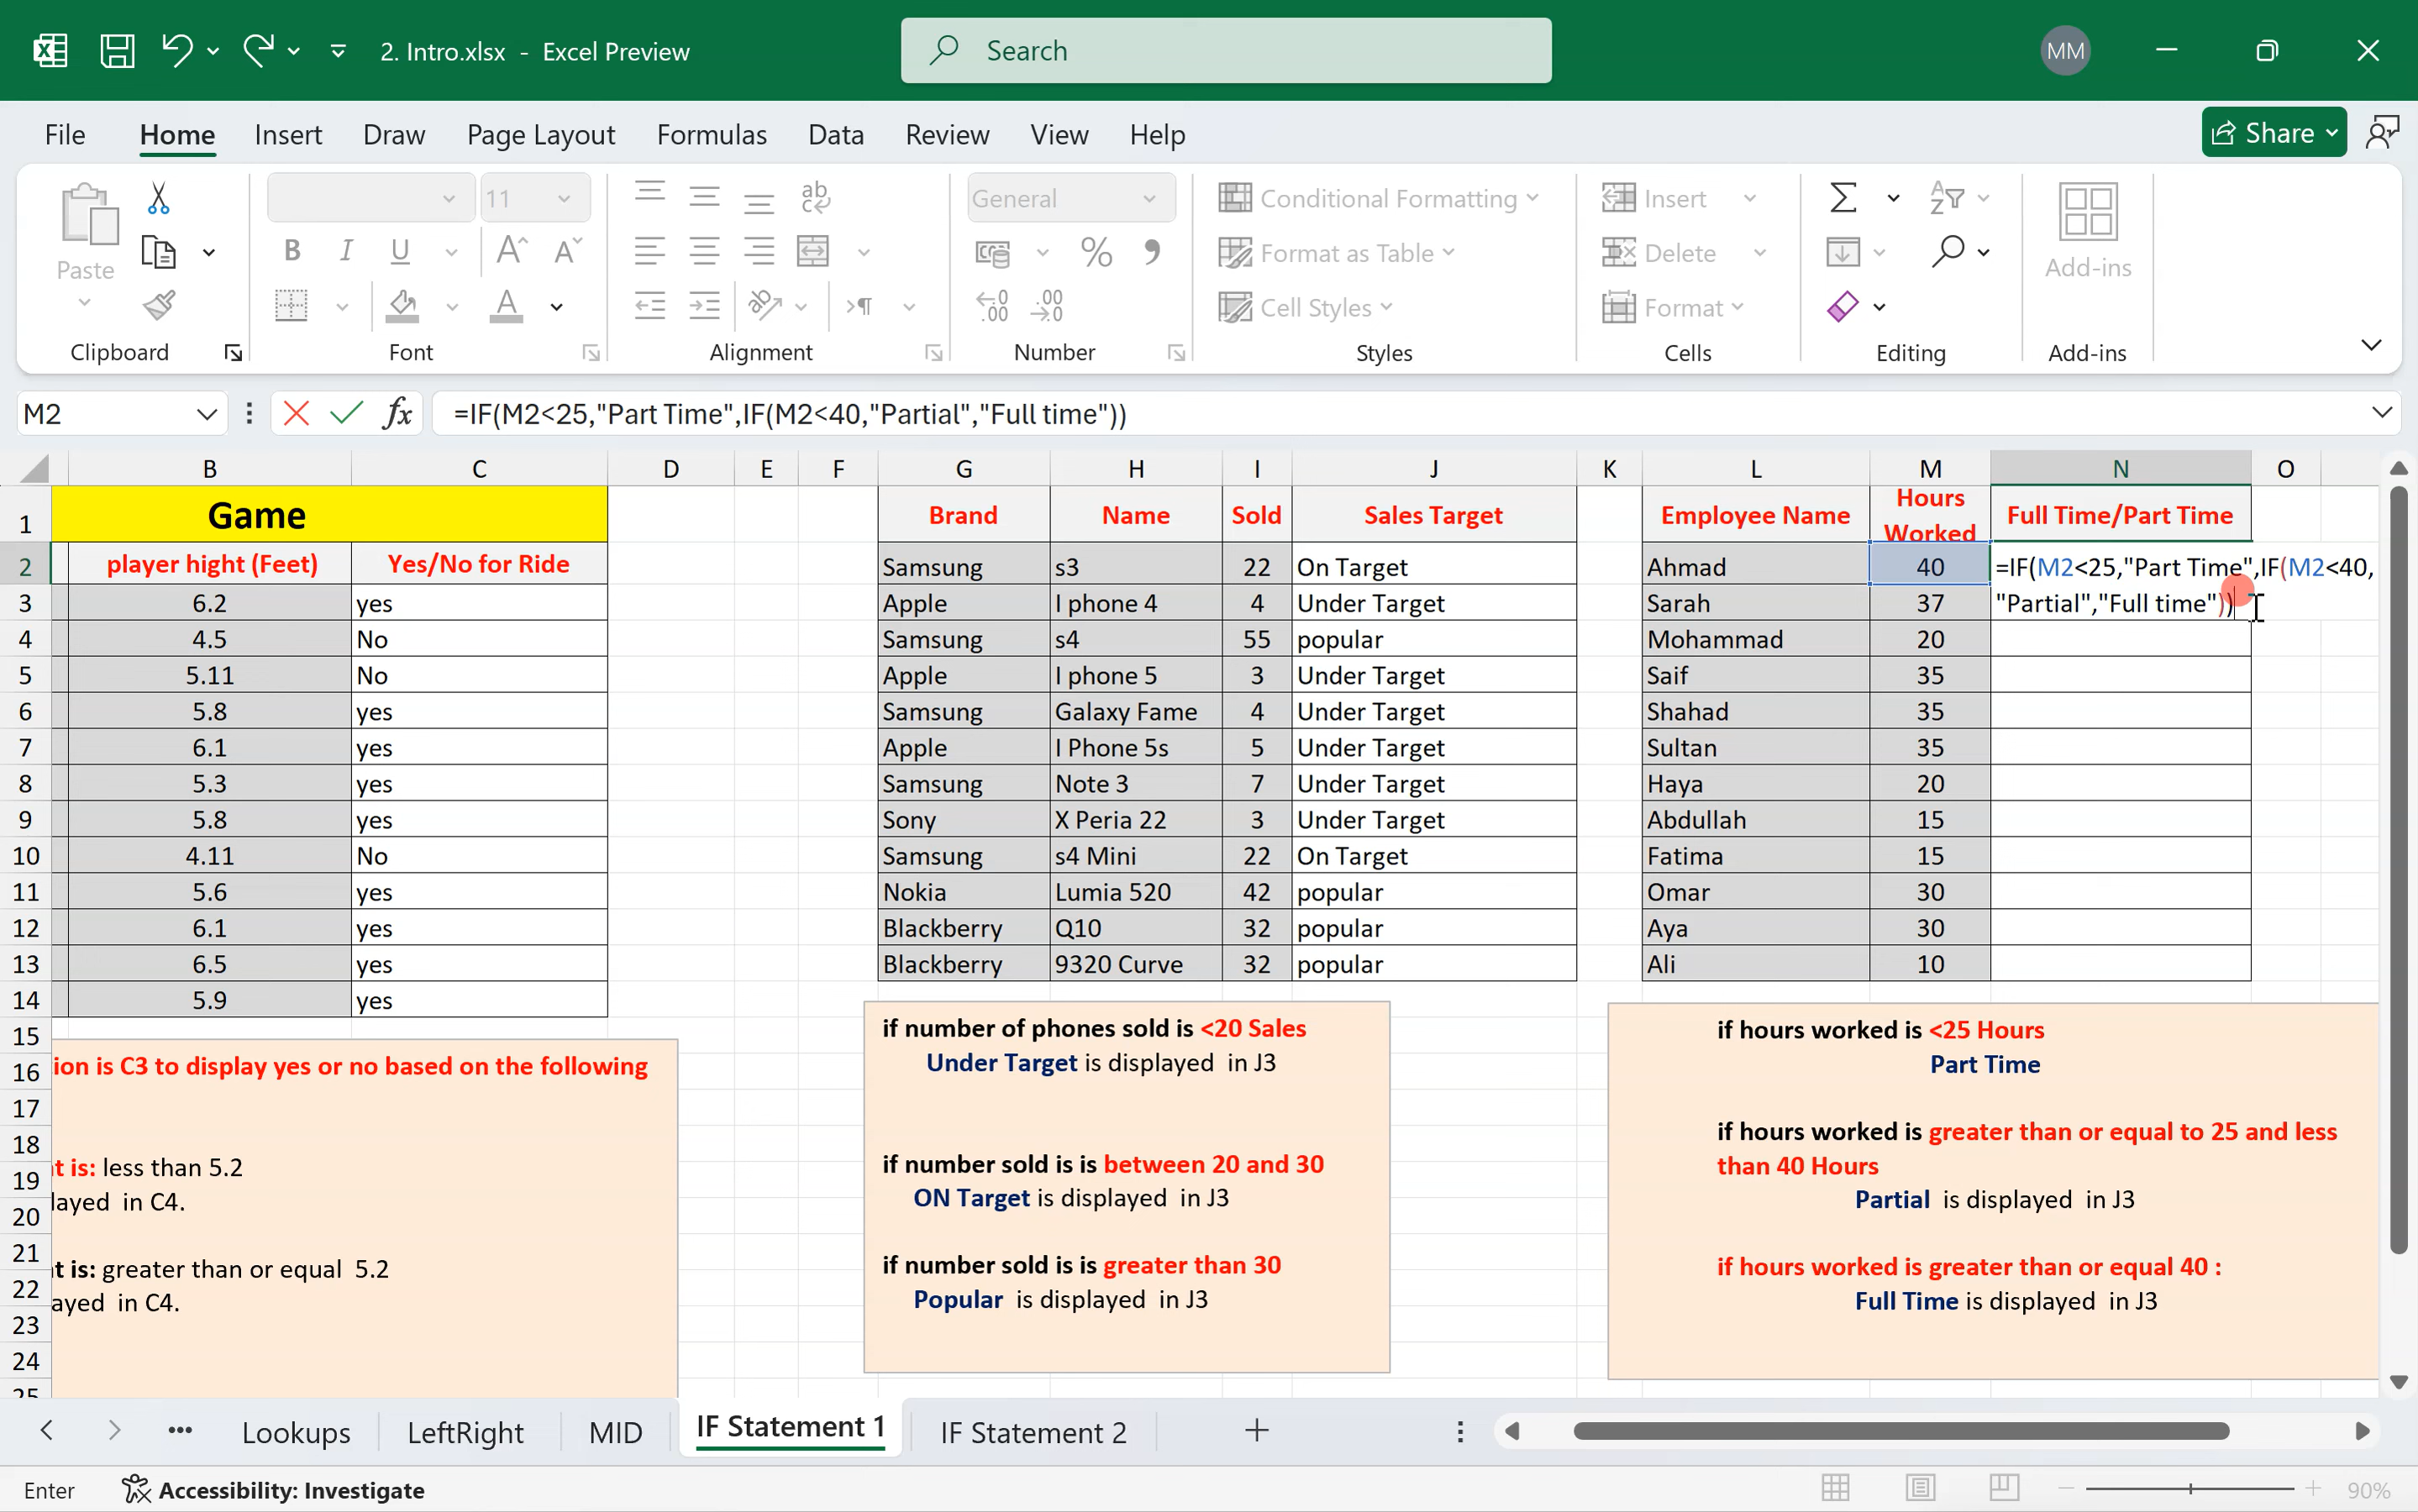 2. Intro.xlsx - Excel Preview
Search
MM
File Home Insert Draw Page Layout Formulas Data Review View Help
Share
Paste
11
General
Conditional Formatting
Format as Table
Cell Styles
Insert
Delete
Format
Add-ins
Clipboard Font Alignment Number Styles Cells Editing Add-ins
M2 fx =IF(M2<25,"Part Time",IF(M2<40,"Partial","Full time"))
B C D E F G H I J K L M N O
1 Game Brand Name Sold Sales Target Employee Name Hours Worked Full Time/Part Time
2 player hight (Feet) Yes/No for Ride Samsung s3 22 On Target Ahmad 40 =IF(M2<25,"Part Time",IF(M2<40,
3 6.2 yes Apple I phone 4 4 Under Target Sarah 37 "Partial","Full time"))
4 4.5 No Samsung s4 55 popular Mohammad 20
5 5.11 No Apple I phone 5 3 Under Target Saif 35
6 5.8 yes Samsung Galaxy Fame 4 Under Target Shahad 35
7 6.1 yes Apple I Phone 5s 5 Under Target Sultan 35
8 5.3 yes Samsung Note 3 7 Under Target Haya 20
9 5.8 yes Sony X Peria 22 3 Under Target Abdullah 15
10 4.11 No Samsung s4 Mini 22 On Target Fatima 15
11 5.6 yes Nokia Lumia 520 42 popular Omar 30
12 6.1 yes Blackberry Q10 32 popular Aya 30
13 6.5 yes Blackberry 9320 Curve 32 popular Ali 10
14 5.9 yes
15
16
17
18
19
20
21
22
23
24
25
ion is C3 to display yes or no based on the following
t is: less than 5.2
layed in C4.
t is: greater than or equal 5.2
ayed in C4.
if number of phones sold is <20 Sales
Under Target is displayed in J3
if number sold is is between 20 and 30
ON Target is displayed in J3
if number sold is is greater than 30
Popular is displayed in J3
if hours worked is <25 Hours
Part Time
if hours worked is greater than or equal to 25 and less
than 40 Hours
Partial is displayed in J3
if hours worked is greater than or equal 40 :
Full Time is displayed in J3
Lookups LeftRight MID IF Statement 1 IF Statement 2
Enter Accessibility: Investigate 90%